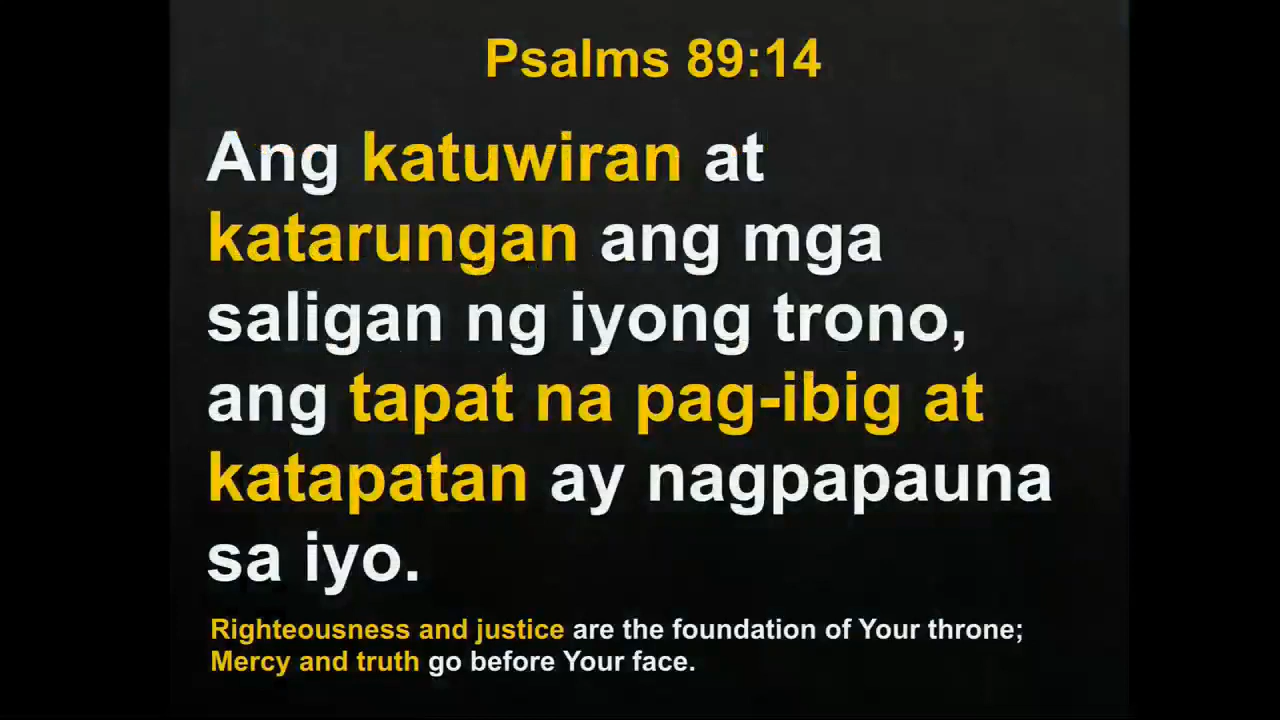 Psalms 89:14
Ang katuwiran at
katarungan ang mga
saligan ng iyong trono,
ang tapat na pag-ibig at
katapatan ay nagpapauna
sa iyo.
Righteousness and justice are the foundation of Your throne;
Mercy and truth go before Your face.